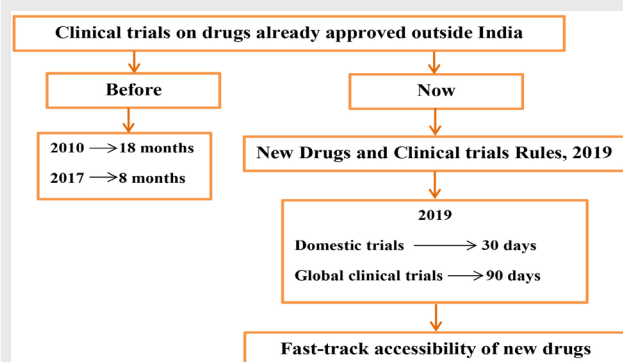 Clinical trials on drugs already approved outside India
Before
Now
2010 → 18 months
2017 → 8 months
New Drugs and Clinical trials Rules, 2019
2019
Domestic trials → 30 days
Global clinical trials → 90 days
Fast-track accessibility of new drugs